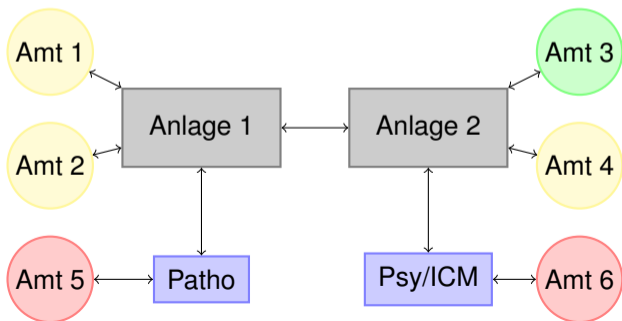 Amt 1
Amt 3
Anlage 1
Anlage 2
Amt 2
Amt 4
Amt 5
Patho
Psy/ICM
Amt 6